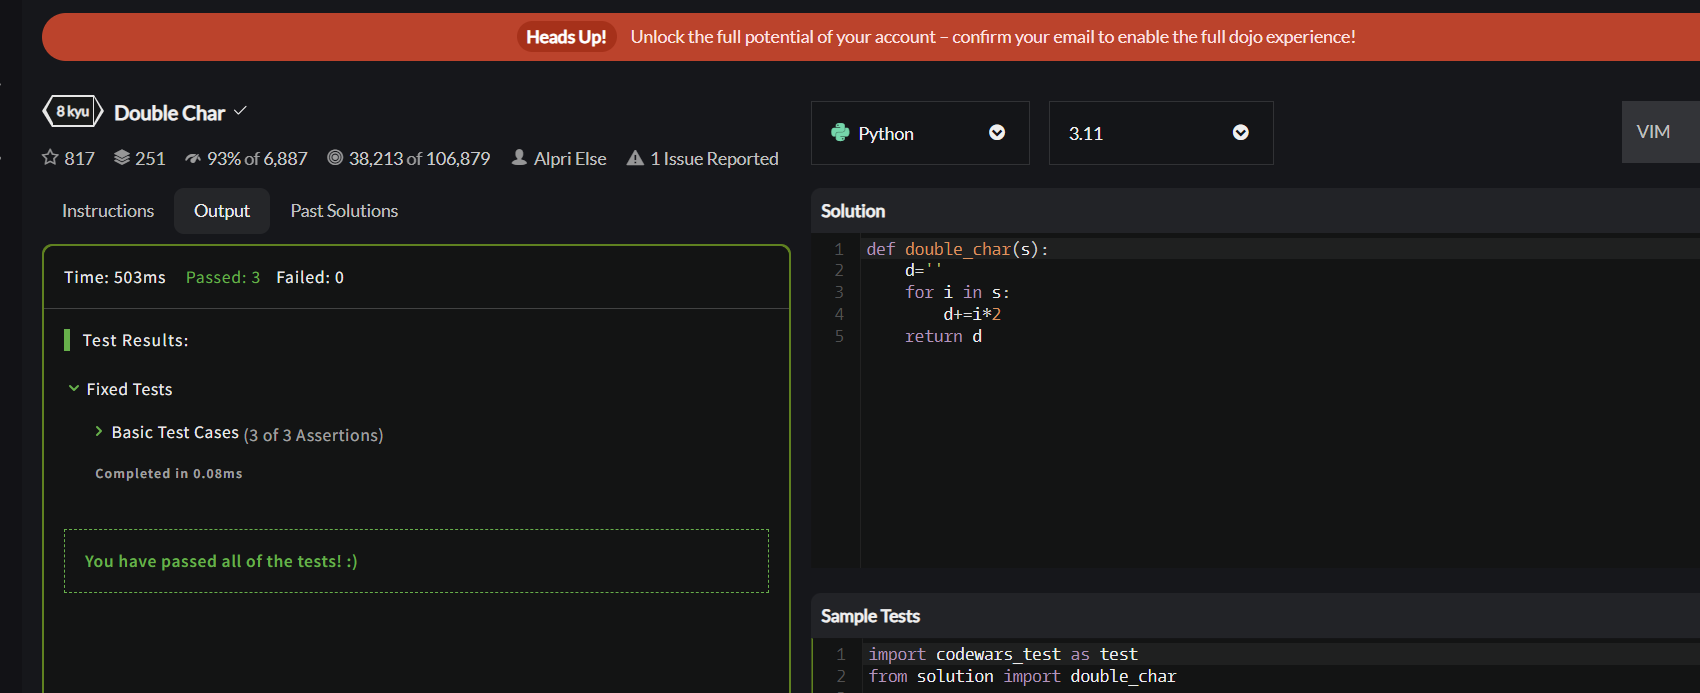 Heads Up! Unlock the full potential of your account – confirm your email to enable the full dojo experience!
8 kyu Double Char
817 251 93% of 6,887 38,213 of 106,879 Alpri Else 1 Issue Reported
Python 3.11 VIM
Instructions Output Past Solutions
Time: 503ms Passed: 3 Failed: 0
Test Results:
Fixed Tests
Basic Test Cases (3 of 3 Assertions)
Completed in 0.08ms
You have passed all of the tests! :)
Solution
1 def double_char(s):
2     d=''
3     for i in s:
4         d+=i*2
5     return d
Sample Tests
1 import codewars_test as test
2 from solution import double_char